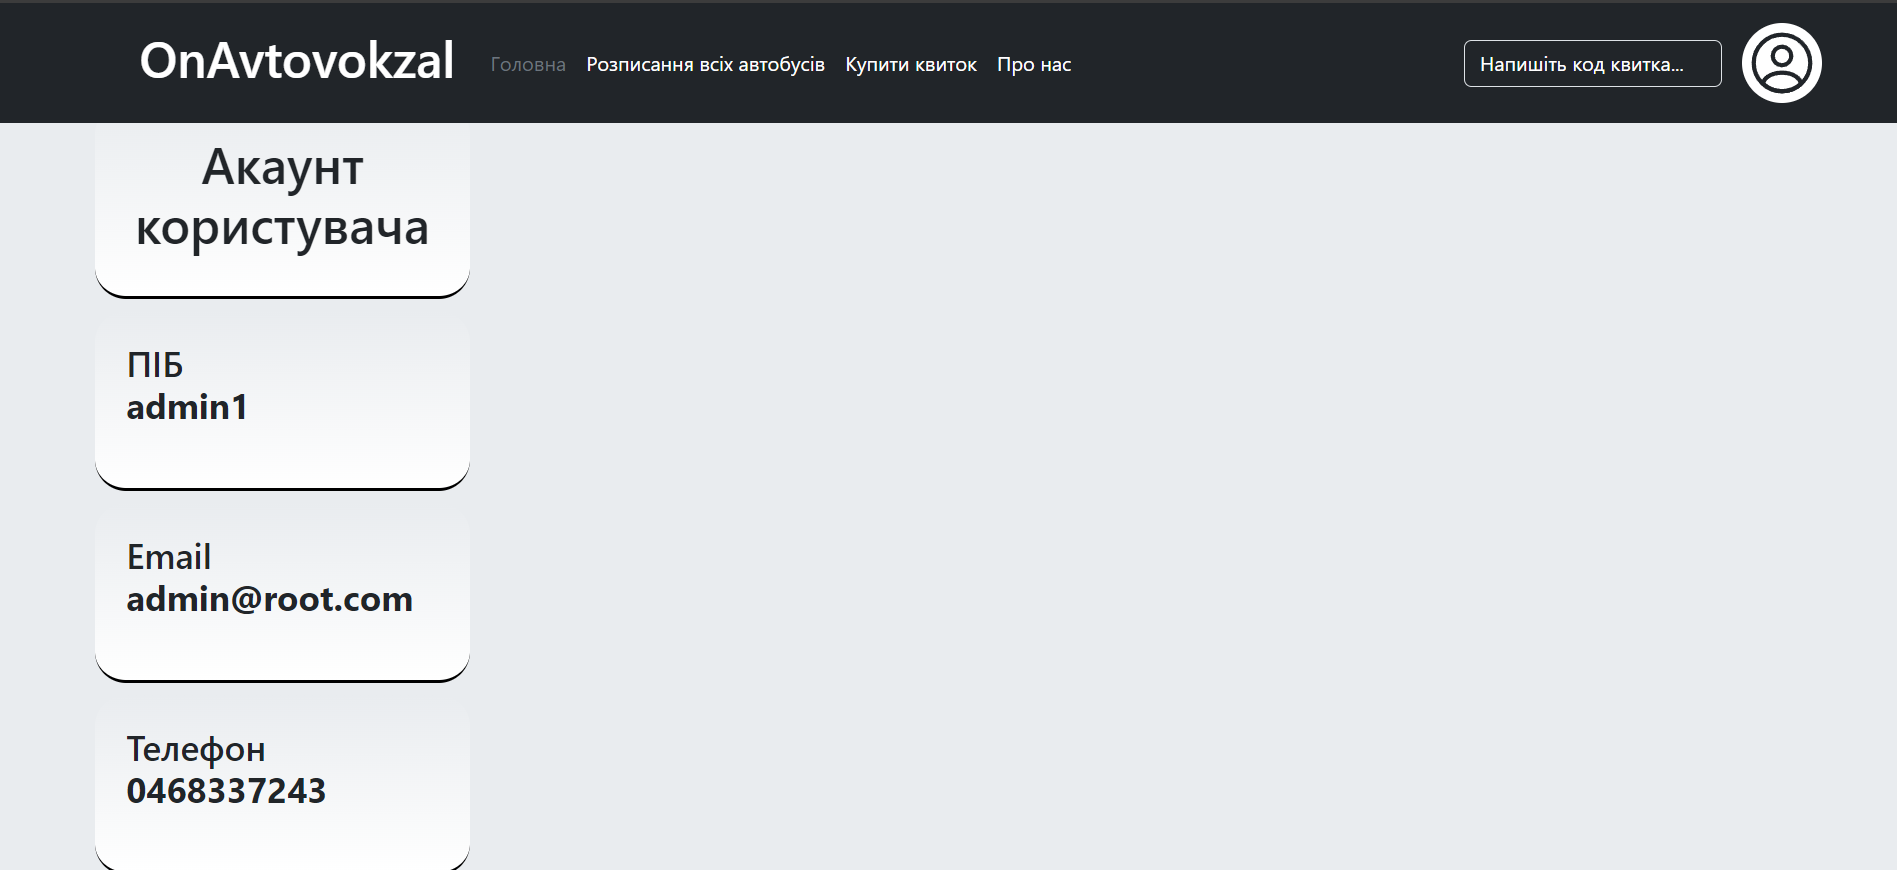 OnAvtovokzal
Головна Розписання всіх автобусів Купити квиток Про нас
Напишіть код квитка...
Акаунт
користувача
ПІБ
admin1
Email
admin@root.com
Телефон
0468337243